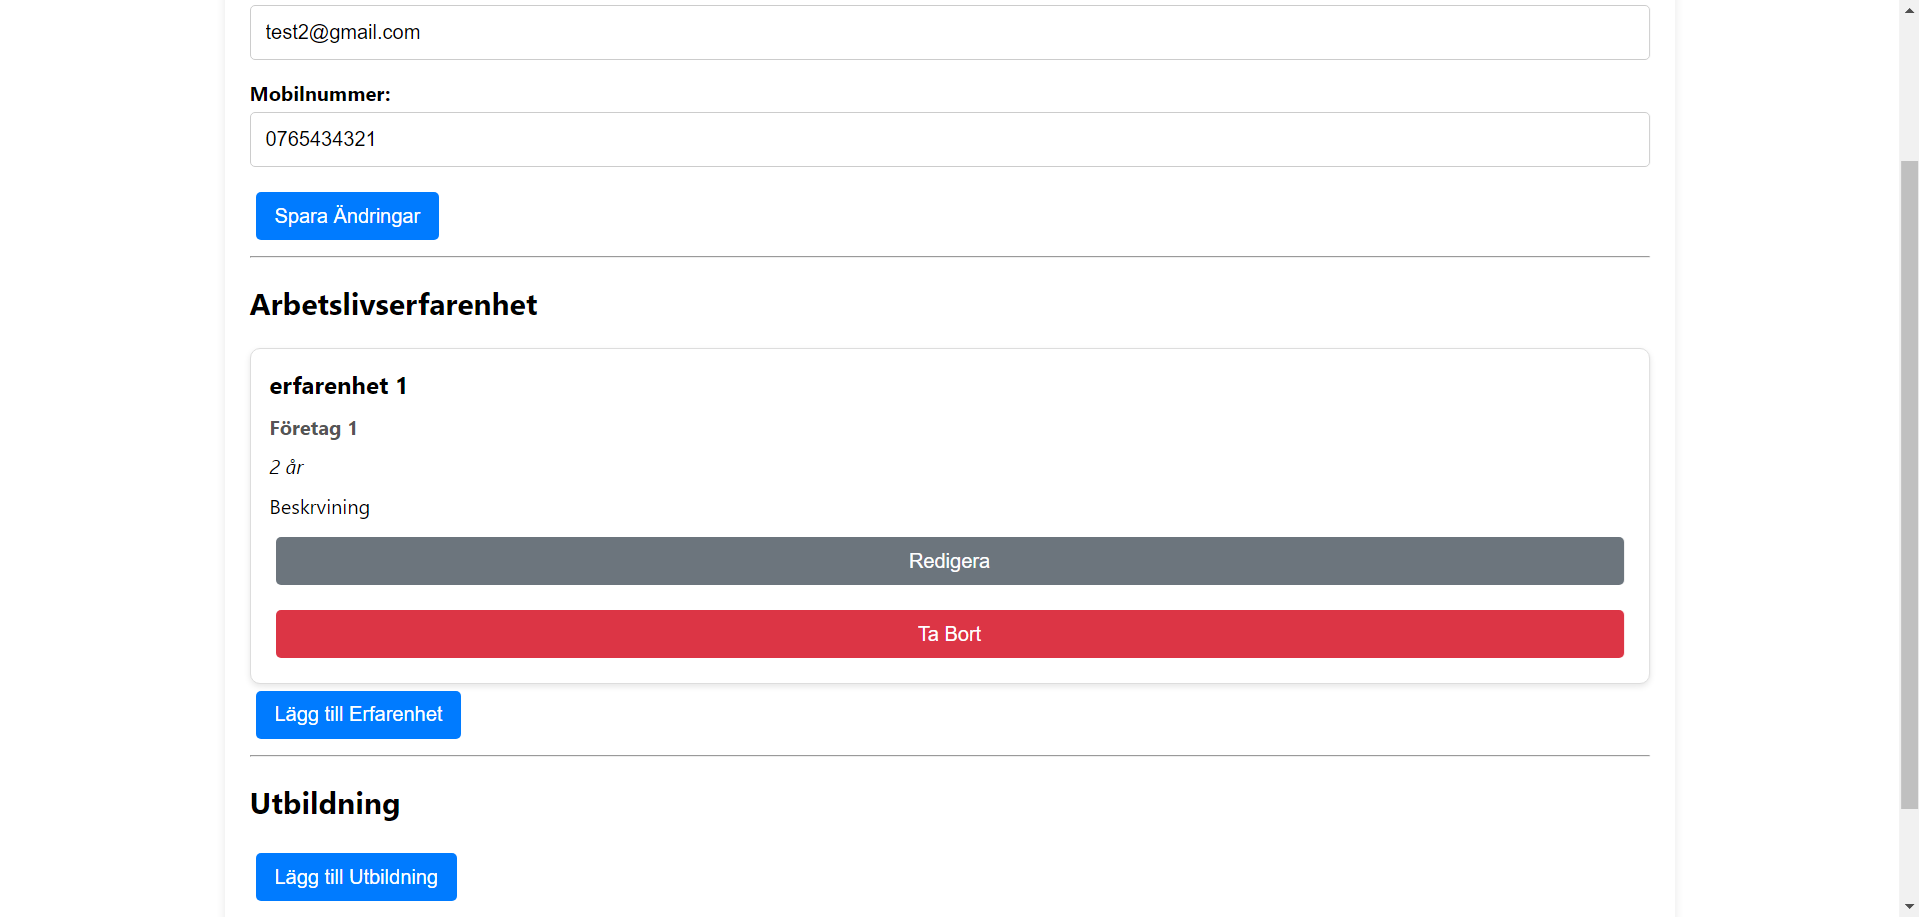 test2@gmail.com
Mobilnummer:
0765434321
Spara Ändringar
Arbetslivserfarenhet
erfarenhet 1
Företag 1
2 år
Beskrvining
Redigera
Ta Bort
Lägg till Erfarenhet
Utbildning
Lägg till Utbildning